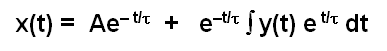 x(t) = Ae⁻ᵗ/ᵗ + e⁻ᵗ/ᵗ ∫ y(t) e ᵗ/ᵗ dt